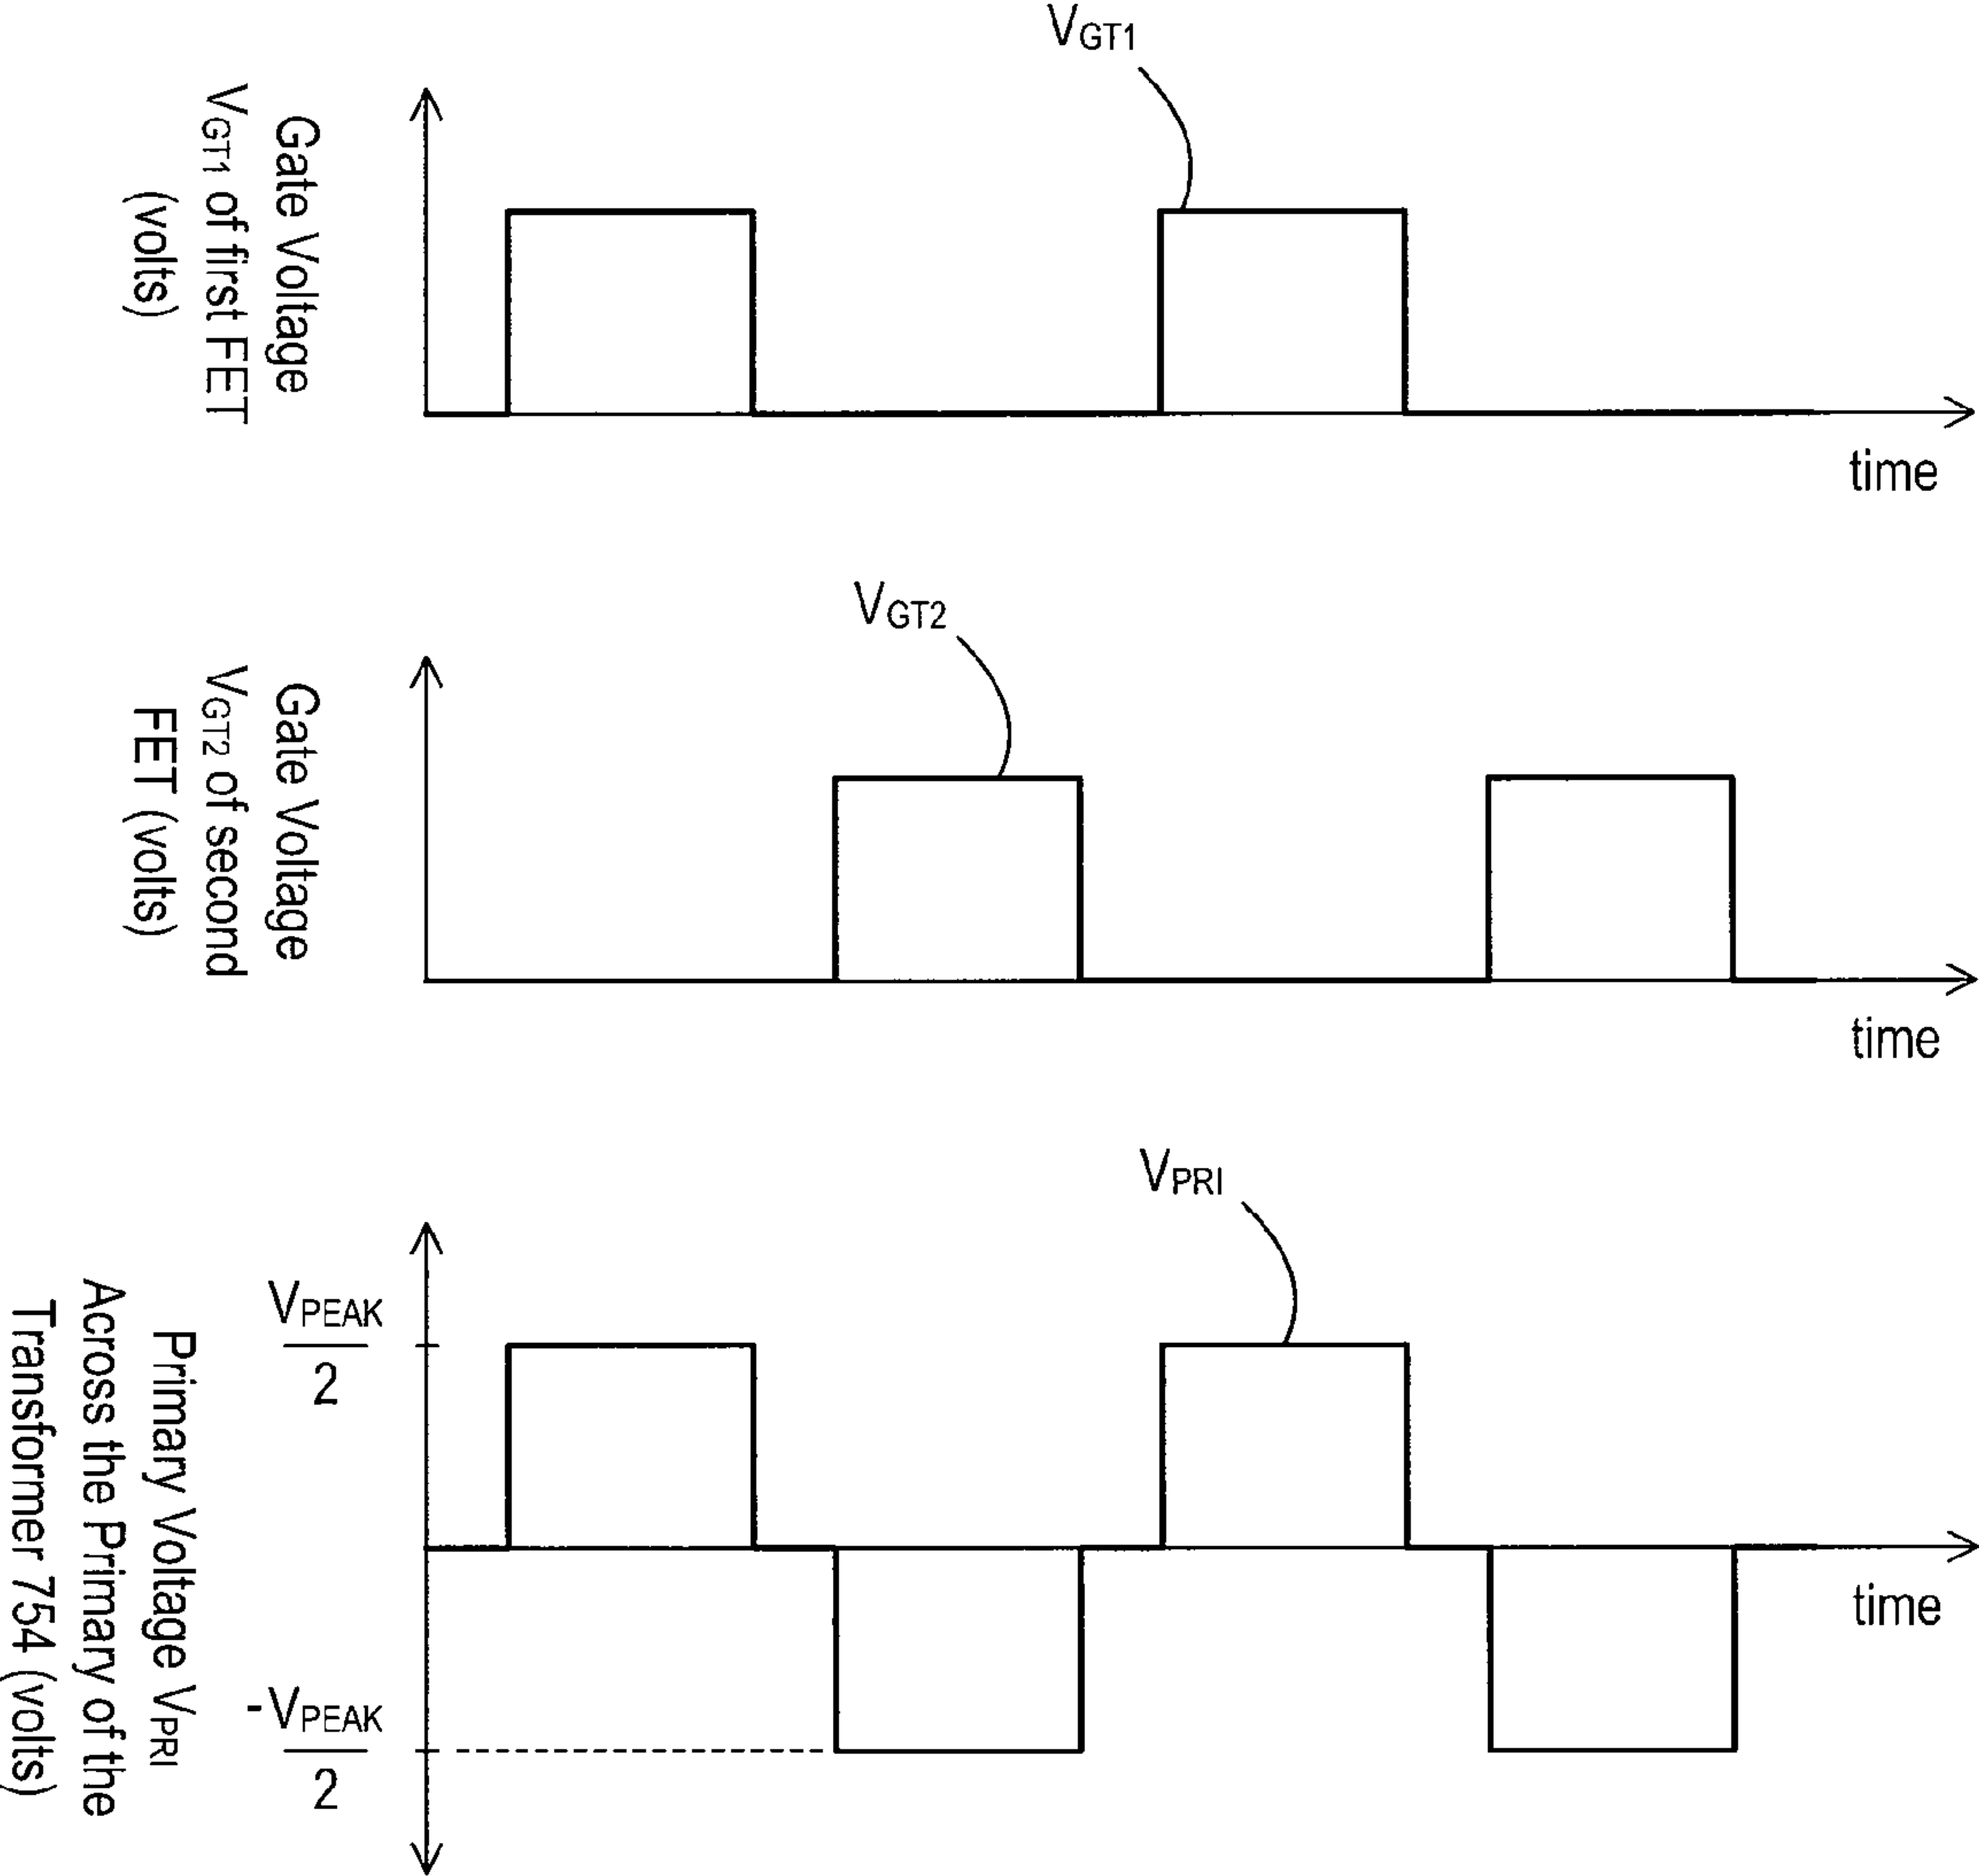 VGT1
Gate Voltage
VGT1 of first FET
(volts)
time
VGT2
Gate Voltage
VGT2 of second
FET (volts)
time
VPRI
VPEAK
2
Primary Voltage VPRI
Across the Primary of the
Transformer 754 (volts)
time
-VPEAK
2